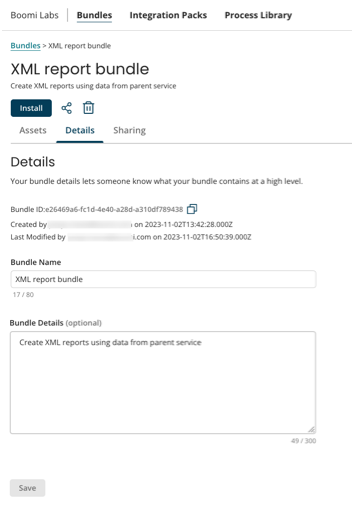 Boomi Labs Bundles Integration Packs Process Library
Bundles > XML report bundle
XML report bundle
Create XML reports using data from parent service
Install
Assets Details Sharing
Details
Your bundle details lets someone know what your bundle contains at a high level.
Bundle ID:e26469a6-fc1d-4e40-a28d-a310df789438
Created by on 2023-11-02T13:42:28.000Z
Last Modified by .com on 2023-11-02T16:50:39.000Z
Bundle Name
XML report bundle
17 / 80
Bundle Details (optional)
Create XML reports using data from parent service
49 / 300
Save